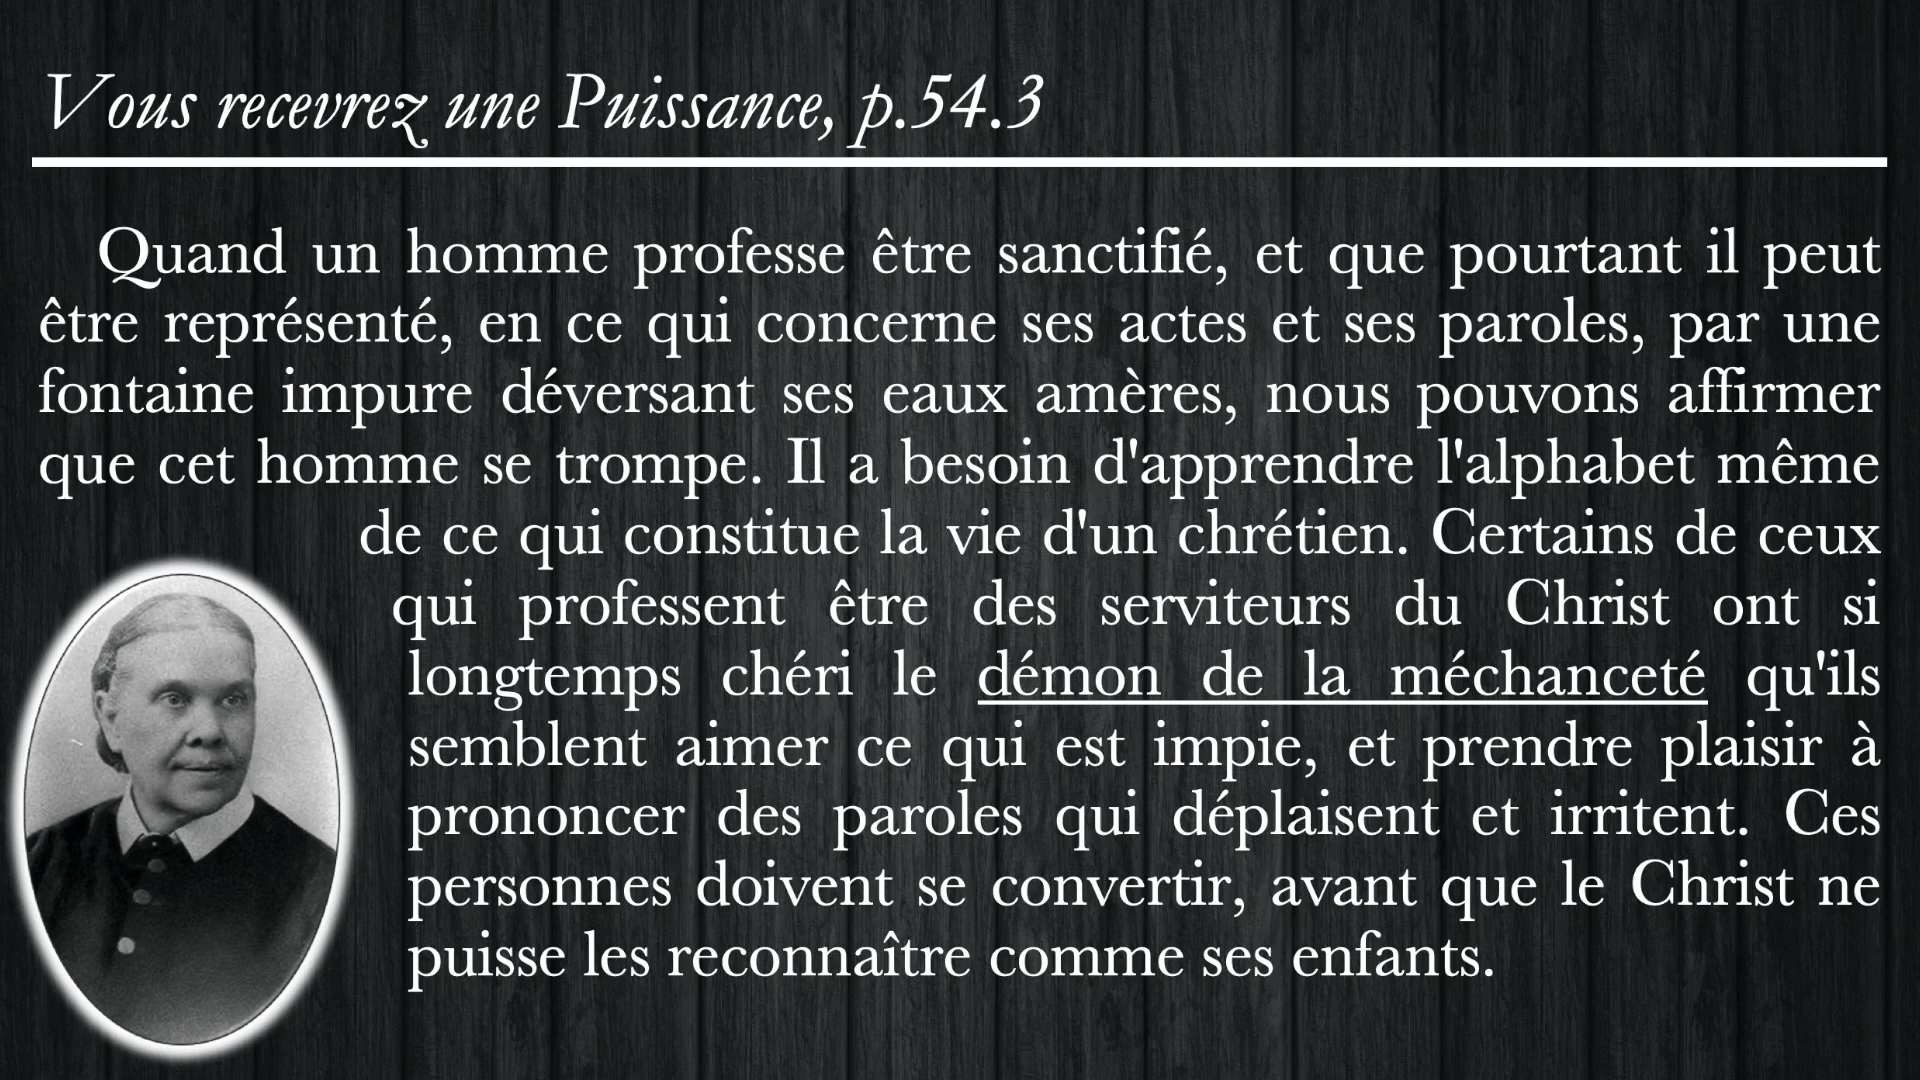 Vous recevrez une Puissance, p.54.3
Quand un homme professe être sanctifié, et que pourtant il peut
être représenté, en ce qui concerne ses actes et ses paroles, par une
fontaine impure déversant ses eaux amères, nous pouvons affirmer
que cet homme se trompe. Il a besoin d'apprendre l'alphabet même
de ce qui constitue la vie d'un chrétien. Certains de ceux
qui professent être des serviteurs du Christ ont si
longtemps chéri le démon de la méchanceté qu'ils
semblent aimer ce qui est impie, et prendre plaisir à
prononcer des paroles qui déplaisent et irritent. Ces
personnes doivent se convertir, avant que le Christ ne
puisse les reconnaître comme ses enfants.